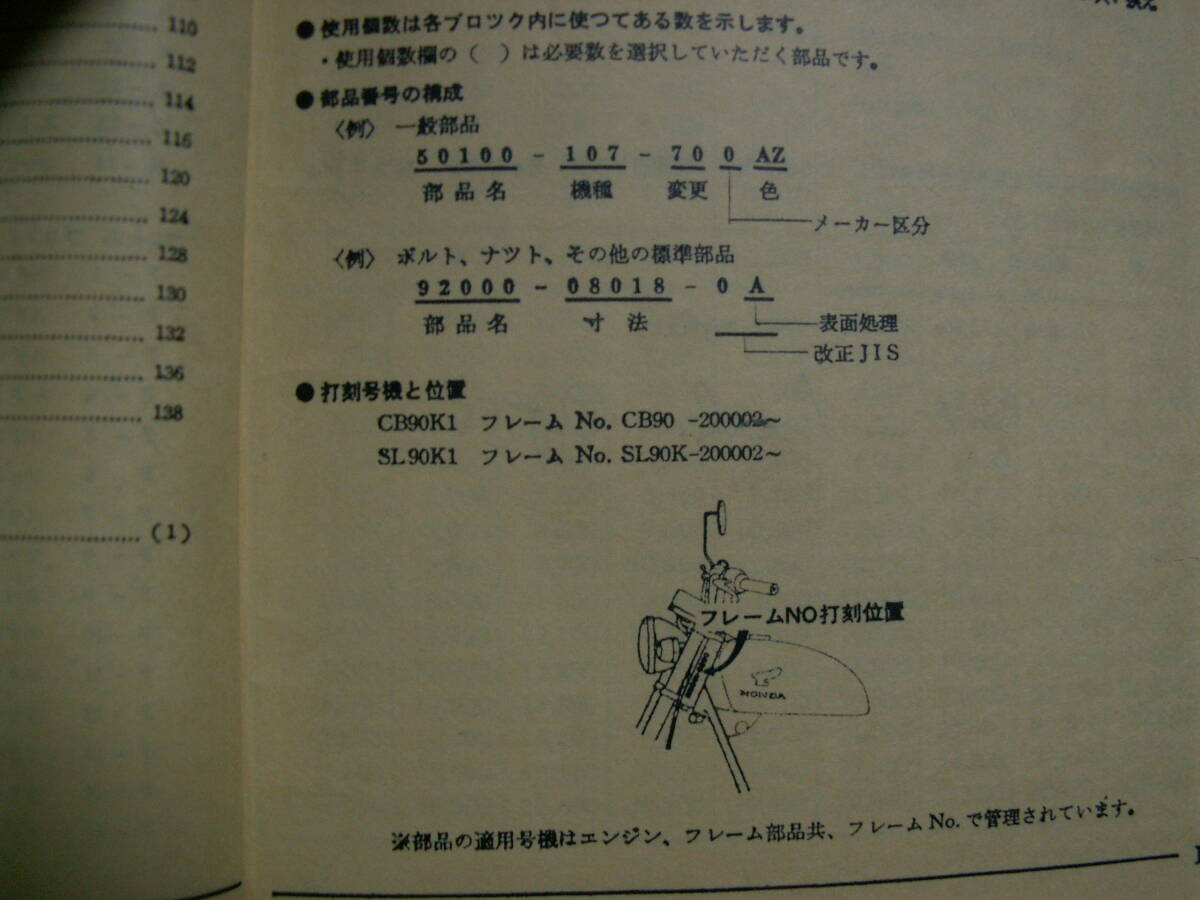 110
112
114
116
120
124
128
130
132
136
138
(1)
●使用個数は各ブロツク内に使つてある数を示します。
・使用個数欄の（　）は必要数を選択していただく部品です。
●部品番号の構成
〈例〉 一般部品
50100-107-700 AZ
部品名 機種 変更 色
メーカー区分
〈例〉 ボルト、ナツト、その他の標準部品
92000-08018-0A
部品名 寸法 表面処理
改正JIS
●打刻号機と位置
CB90K1 フレーム No. CB90 -200002~
SL90K1 フレーム No. SL90K-200002~
フレームNO打刻位置
HONDA
※部品の適用号機はエンジン、フレーム部品共、フレームNo.で管理されています。